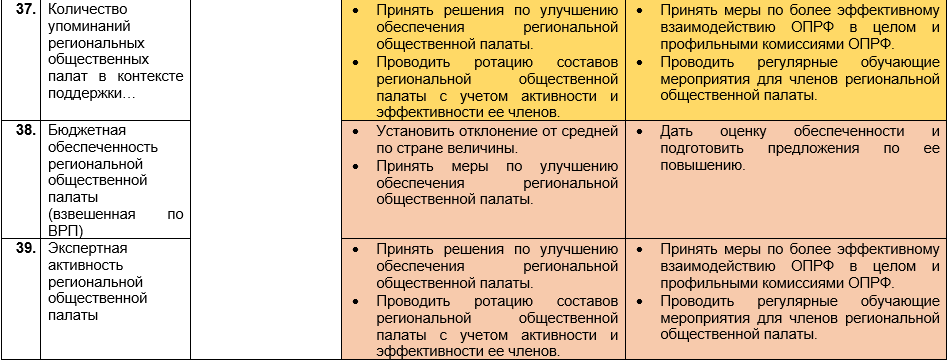 37. Количество
упоминаний
региональных
общественных
палат в контексте
поддержки…
• Принять решения по улучшению
обеспечения региональной
общественной палаты.
• Проводить ротацию составов
региональной общественной
палаты с учетом активности и
эффективности ее членов.
• Принять меры по более эффективному
взаимодействию ОПРФ в целом и
профильными комиссиями ОПРФ.
• Проводить регулярные обучающие
мероприятия для членов региональной
общественной палаты.
38. Бюджетная
обеспеченность
региональной
общественной
палаты
(взвешенная по
ВРП)
• Установить отклонение от средней
по стране величины.
• Принять меры по улучшению
обеспечения региональной
общественной палаты.
• Дать оценку обеспеченности и
подготовить предложения по ее
повышению.
39. Экспертная
активность
региональной
общественной
палаты
• Принять решения по улучшению
обеспечения региональной
общественной палаты.
• Проводить ротацию составов
региональной общественной
палаты с учетом активности и
эффективности ее членов.
• Принять меры по более эффективному
взаимодействию ОПРФ в целом и
профильными комиссиями ОПРФ.
• Проводить регулярные обучающие
мероприятия для членов региональной
общественной палаты.